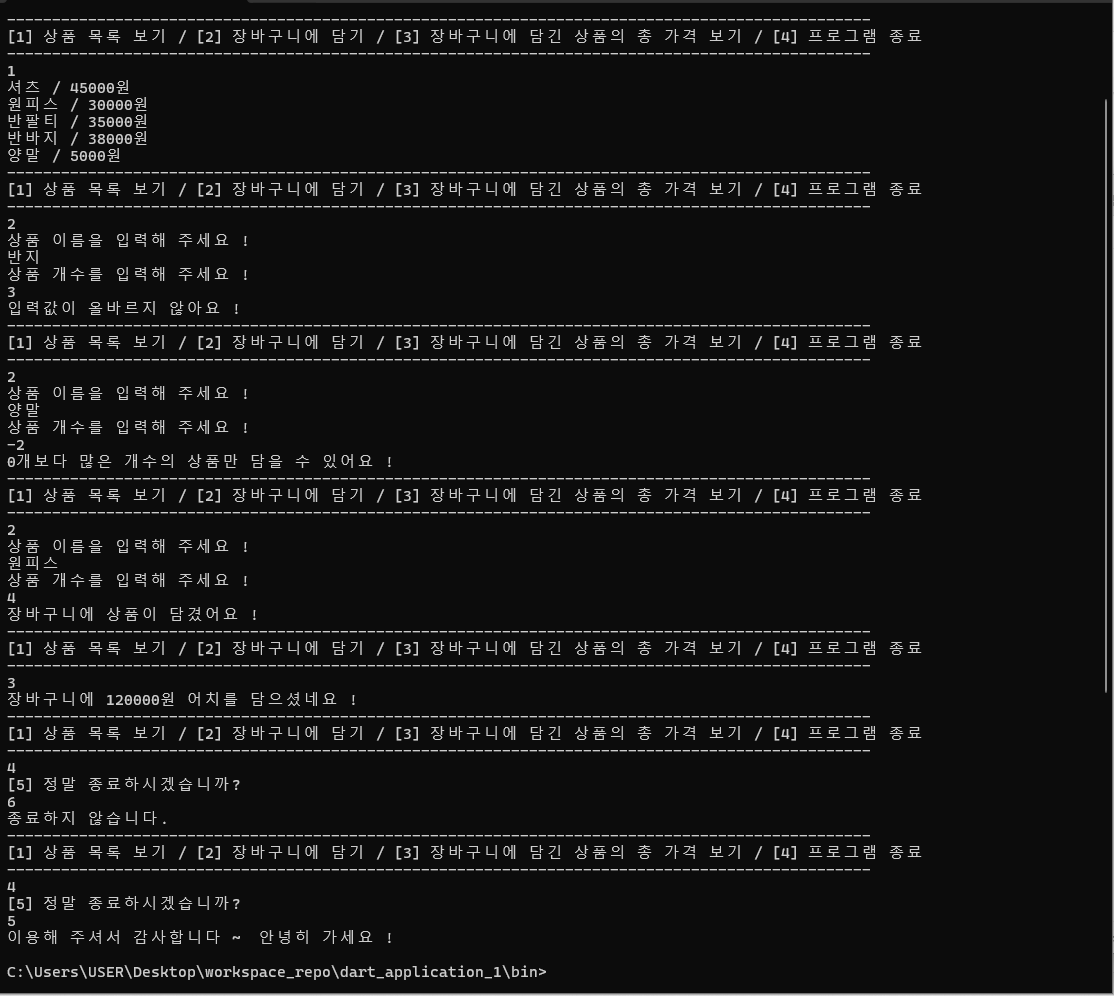 ------------------------------------------------------------------------------------------------
[1] 상품 목록 보기 / [2] 장바구니에 담기 / [3] 장바구니에 담긴 상품의 총 가격 보기 / [4] 프로그램 종료
------------------------------------------------------------------------------------------------
1
셔츠 / 45000원
원피스 / 30000원
반팔티 / 35000원
반바지 / 38000원
양말 / 5000원
------------------------------------------------------------------------------------------------
[1] 상품 목록 보기 / [2] 장바구니에 담기 / [3] 장바구니에 담긴 상품의 총 가격 보기 / [4] 프로그램 종료
------------------------------------------------------------------------------------------------
2
상품 이름을 입력해 주세요 !
반지
상품 개수를 입력해 주세요 !
3
입력값이 올바르지 않아요 !
------------------------------------------------------------------------------------------------
[1] 상품 목록 보기 / [2] 장바구니에 담기 / [3] 장바구니에 담긴 상품의 총 가격 보기 / [4] 프로그램 종료
------------------------------------------------------------------------------------------------
2
상품 이름을 입력해 주세요 !
양말
상품 개수를 입력해 주세요 !
-2
0개보다 많은 개수의 상품만 담을 수 있어요 !
------------------------------------------------------------------------------------------------
[1] 상품 목록 보기 / [2] 장바구니에 담기 / [3] 장바구니에 담긴 상품의 총 가격 보기 / [4] 프로그램 종료
------------------------------------------------------------------------------------------------
2
상품 이름을 입력해 주세요 !
원피스
상품 개수를 입력해 주세요 !
4
장바구니에 상품이 담겼어요 !
------------------------------------------------------------------------------------------------
[1] 상품 목록 보기 / [2] 장바구니에 담기 / [3] 장바구니에 담긴 상품의 총 가격 보기 / [4] 프로그램 종료
------------------------------------------------------------------------------------------------
3
장바구니에 120000원 어치를 담으셨네요 !
------------------------------------------------------------------------------------------------
[1] 상품 목록 보기 / [2] 장바구니에 담기 / [3] 장바구니에 담긴 상품의 총 가격 보기 / [4] 프로그램 종료
------------------------------------------------------------------------------------------------
4
[5] 정말 종료하시겠습니까?
6
종료하지 않습니다.
------------------------------------------------------------------------------------------------
[1] 상품 목록 보기 / [2] 장바구니에 담기 / [3] 장바구니에 담긴 상품의 총 가격 보기 / [4] 프로그램 종료
------------------------------------------------------------------------------------------------
4
[5] 정말 종료하시겠습니까?
5
이용해 주셔서 감사합니다 ~ 안녕히 가세요 !
C:\Users\USER\Desktop\workspace_repo\dart_application_1\bin>